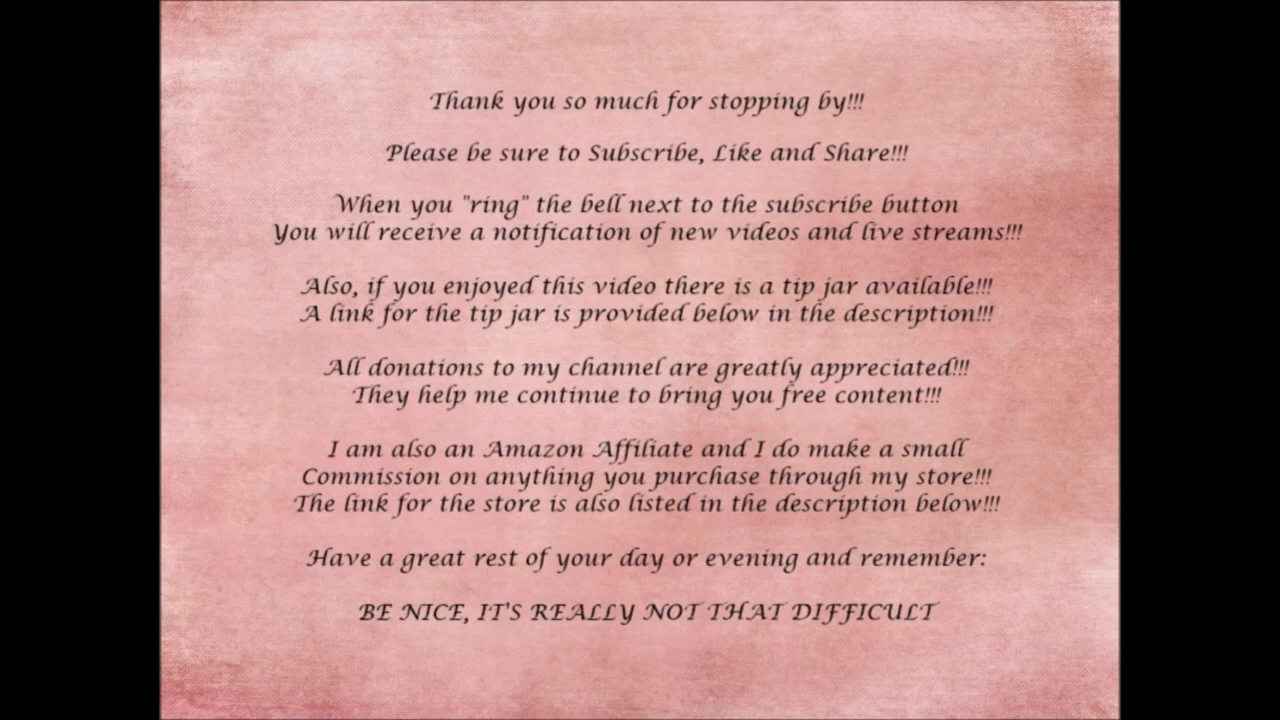 Thank you so much for stopping by!!!
Please be sure to Subscribe, Like and Share!!!
When you "ring" the bell next to the subscribe button
You will receive a notification of new videos and live streams!!!
Also, if you enjoyed this video there is a tip jar available!!!
A link for the tip jar is provided below in the description!!!
All donations to my channel are greatly appreciated!!!
They help me continue to bring you free content!!!
I am also an Amazon Affiliate and I do make a small
Commission on anything you purchase through my store!!!
The link for the store is also listed in the description below!!!
Have a great rest of your day or evening and remember:
BE NICE, IT'S REALLY NOT THAT DIFFICULT